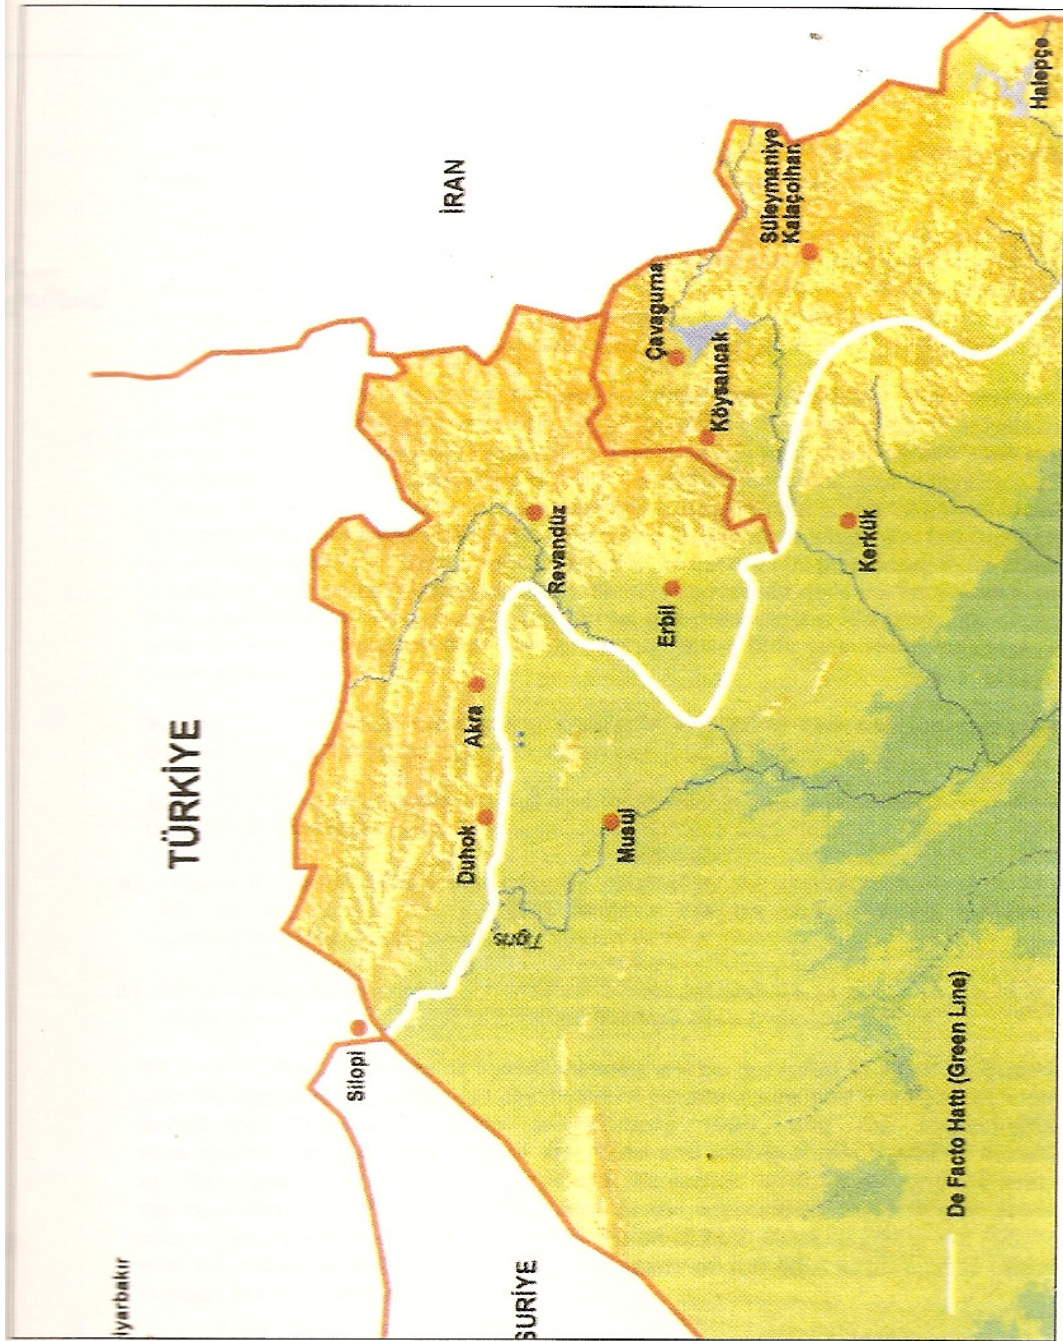 iyarbakır
TÜRKİYE
İRAN
SURİYE
Silopi
Duhok
Akra
Revandüz
Tigris
Musul
Erbil
Kerkük
Köysancak
Çavaguma
Süleymaniye
Kalaçolhan
Halepçe
De Facto Hattı (Green Line)